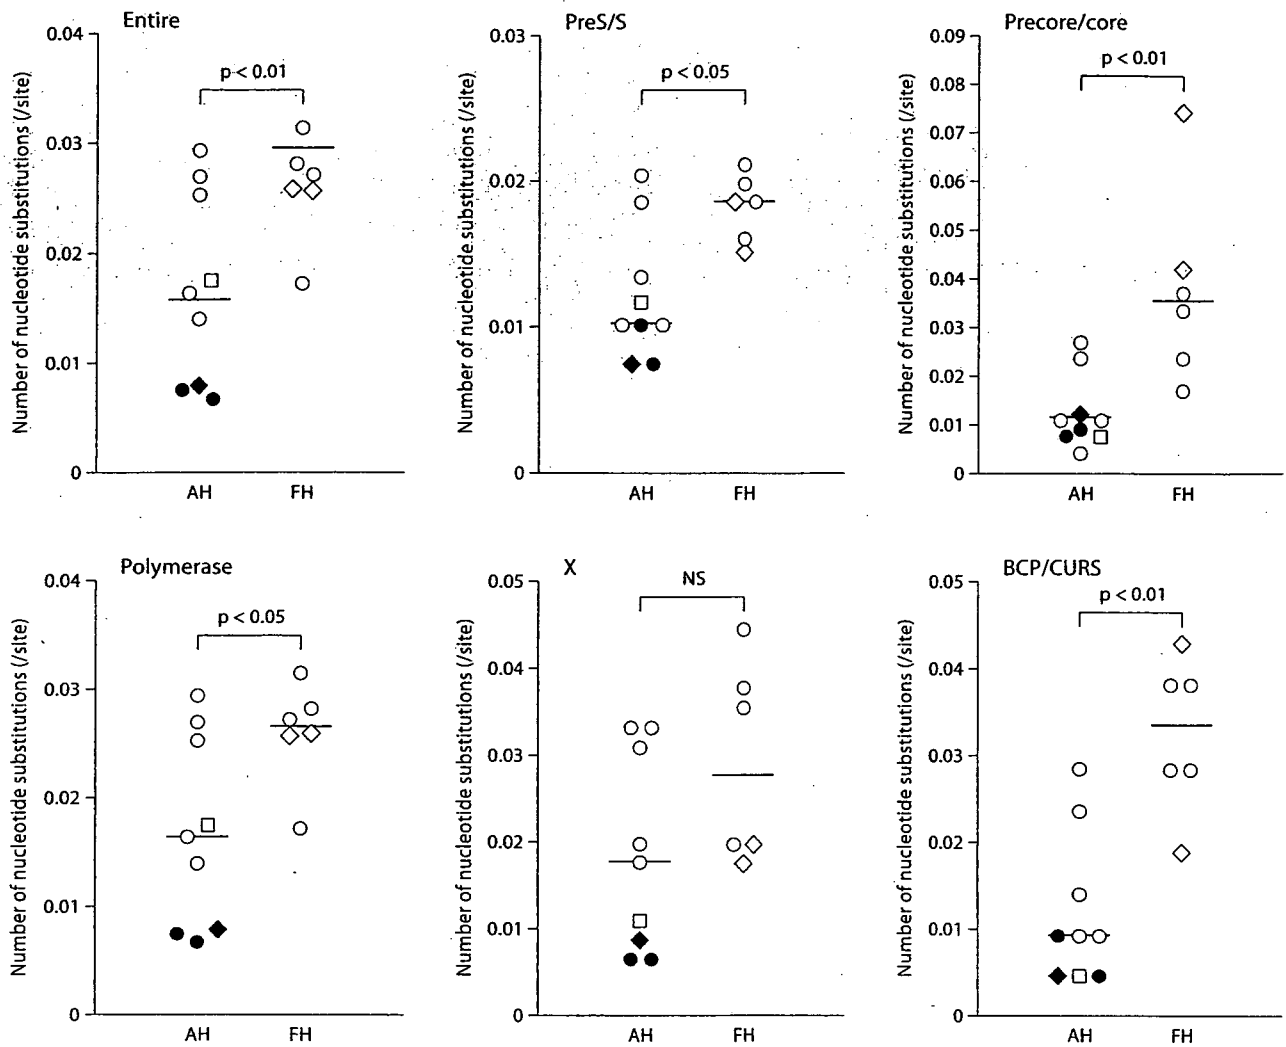 Entire
Number of nucleotide substitutions (/site)
0.04
0.03
0.02
0.01
0
p < 0.01
AH FH
PreS/S
Number of nucleotide substitutions (/site)
0.03
0.02
0.01
0
p < 0.05
AH FH
Precore/core
Number of nucleotide substitutions (/site)
0.09
0.08
0.07
0.06
0.05
0.04
0.03
0.02
0.01
0
p < 0.01
AH FH
Polymerase
Number of nucleotide substitutions (/site)
0.04
0.03
0.02
0.01
0
p < 0.05
AH FH
X
Number of nucleotide substitutions (/site)
0.05
0.04
0.03
0.02
0.01
0
NS
AH FH
BCP/CURS
Number of nucleotide substitutions (/site)
0.05
0.04
0.03
0.02
0.01
0
p < 0.01
AH FH